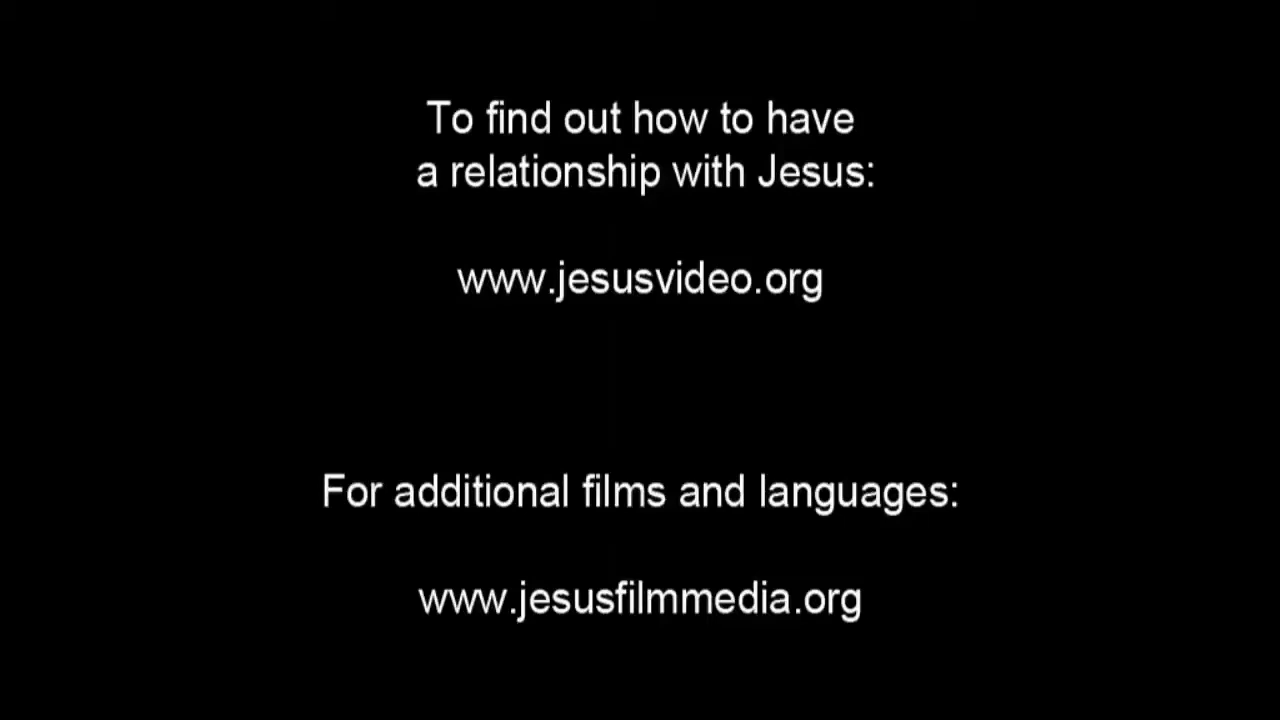 To find out how to have
a relationship with Jesus:
www.jesusvideo.org
For additional films and languages:
www.jesusfilmmedia.org